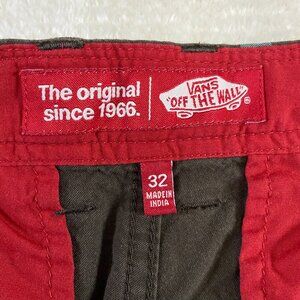 The original
since 1966.
VANS
"OFF THE WALL"
32
MADE IN
INDIA